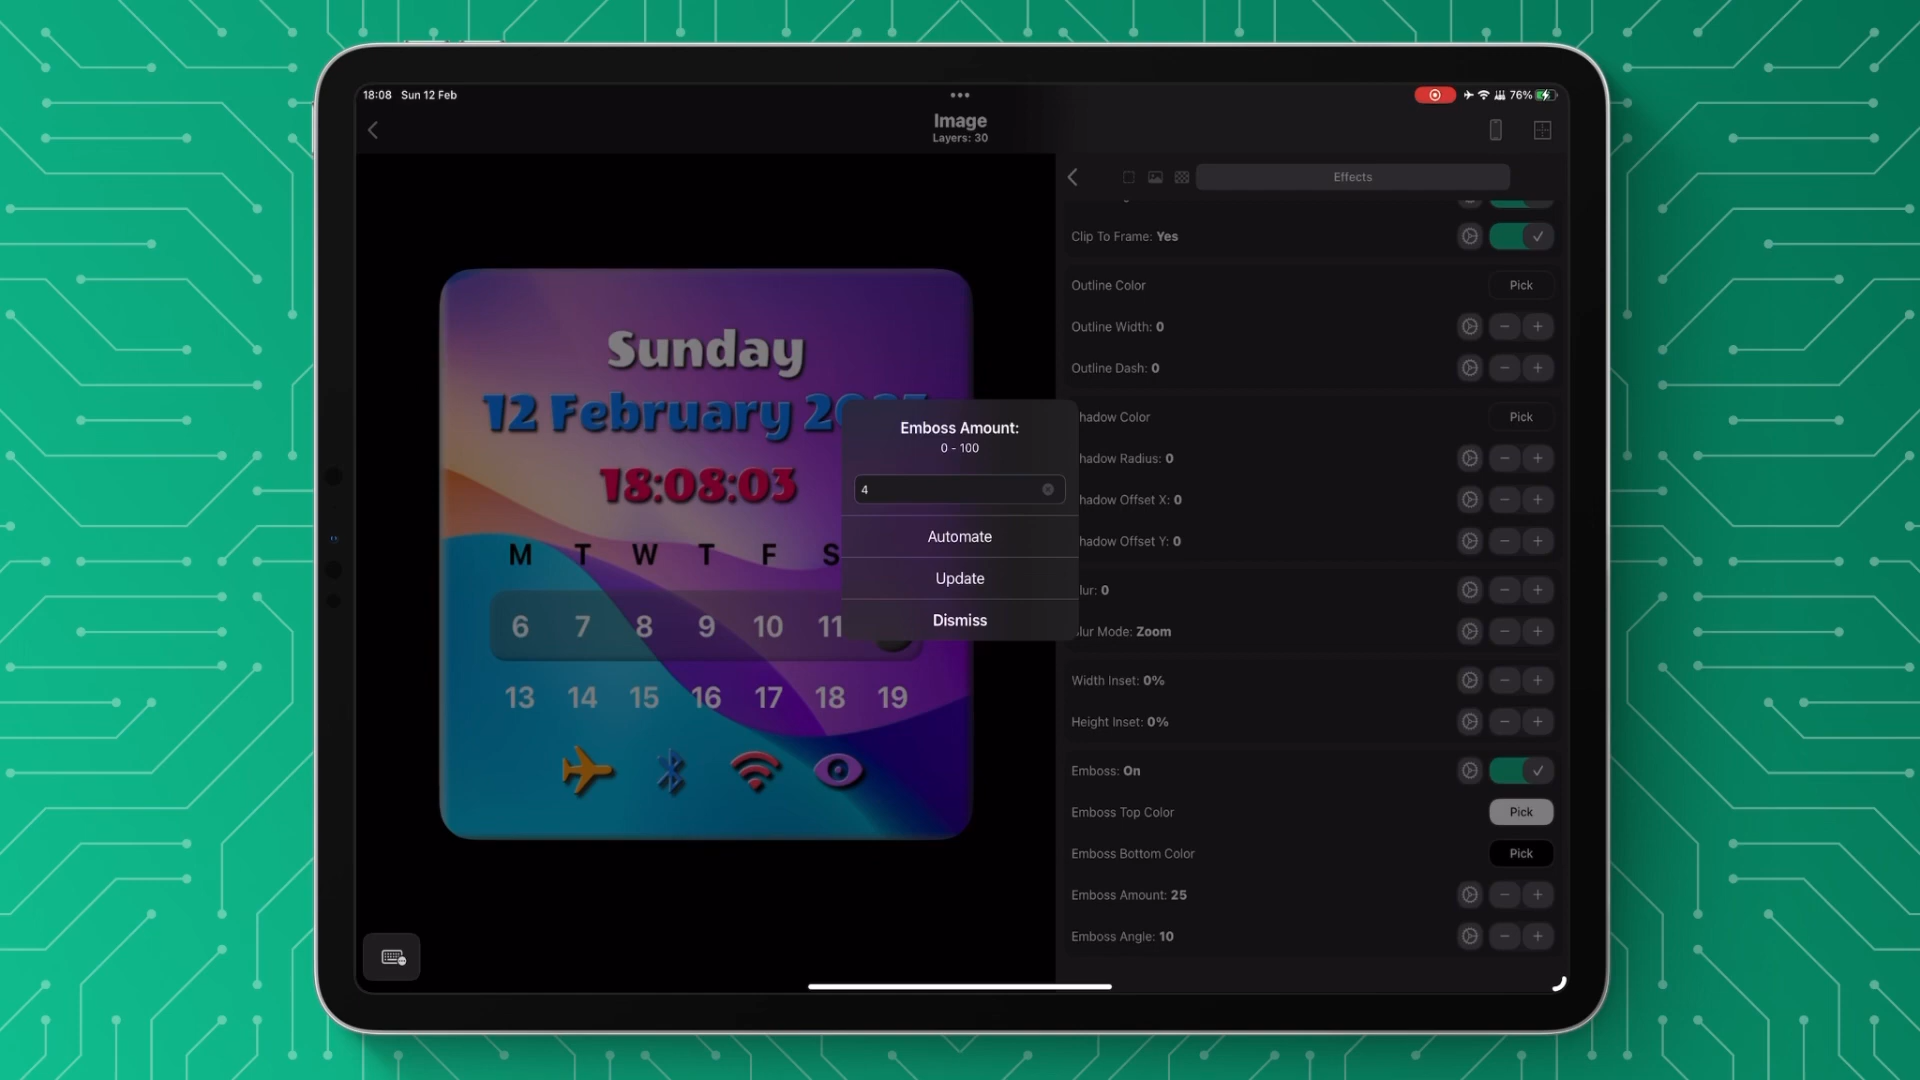 18:08 Sun 12 Feb
76%
Image
Layers: 30
Effects
Clip To Frame: Yes
Outline Color
Pick
Outline Width: 0
Outline Dash: 0
hadow Color
Pick
hadow Radius: 0
hadow Offset X: 0
hadow Offset Y: 0
lur: 0
lur Mode: Zoom
Width Inset: 0%
Height Inset: 0%
Emboss: On
Emboss Top Color
Pick
Emboss Bottom Color
Pick
Emboss Amount: 25
Emboss Angle: 10
Sunday
12 February
18:08:03
M T W T F S
6 7 8 9 10 11
13 14 15 16 17 18 19
Emboss Amount:
0 - 100
4
Automate
Update
Dismiss